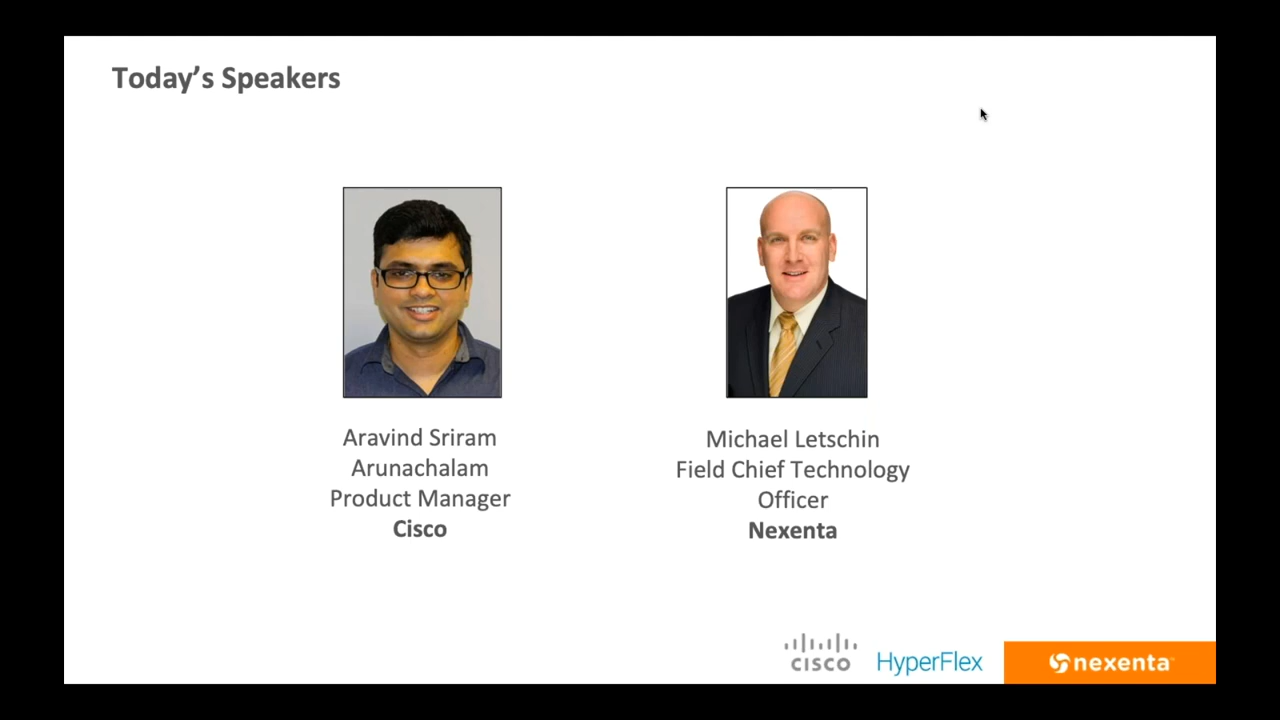 Today’s Speakers
Aravind Sriram
Arunachalam
Product Manager
Cisco
Michael Letschin
Field Chief Technology
Officer
Nexenta
CISCO
HyperFlex
nexenta